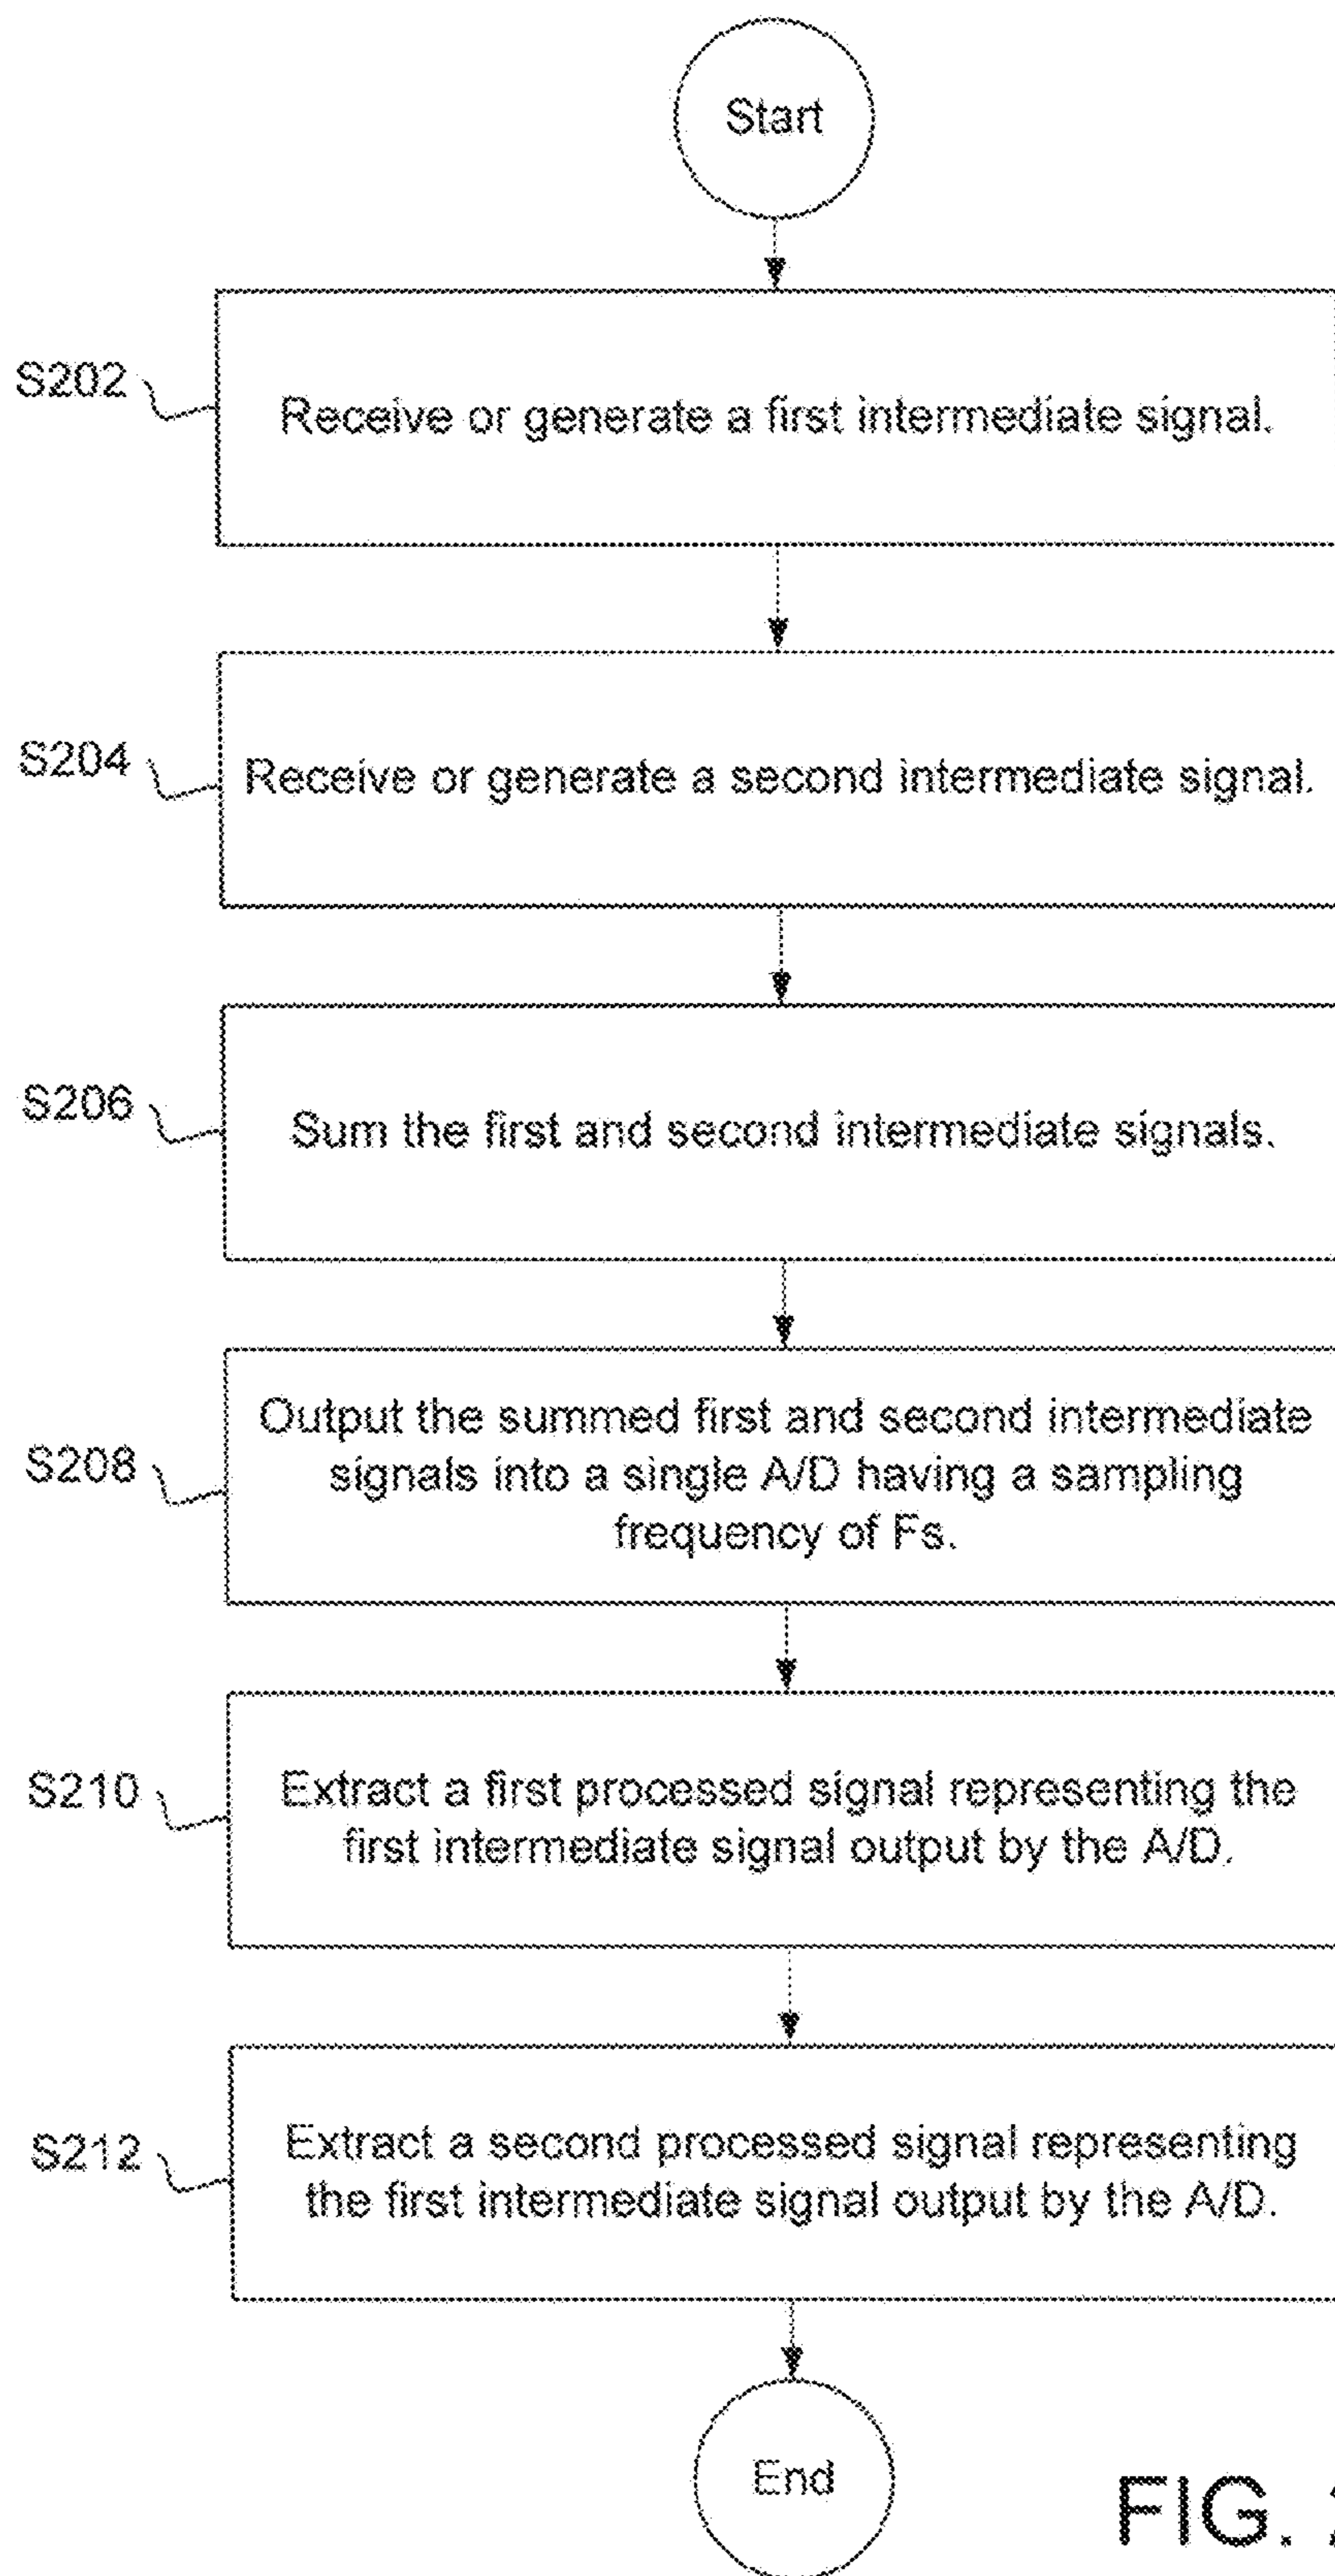 Start
S202
Receive or generate a first intermediate signal.
S204
Receive or generate a second intermediate signal.
S206
Sum the first and second intermediate signals.
S208
Output the summed first and second intermediate
signals into a single A/D having a sampling
frequency of Fs.
S210
Extract a first processed signal representing the
first intermediate signal output by the A/D.
S212
Extract a second processed signal representing
the first intermediate signal output by the A/D.
End
FIG. 2